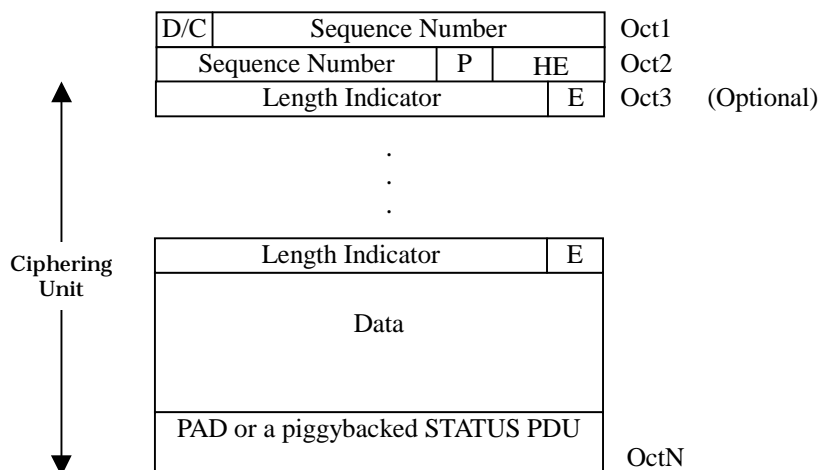 D/C Sequence Number Oct1
Sequence Number P HE Oct2
Length Indicator E Oct3 (Optional)
.
.
.
Length Indicator E
Ciphering
Unit
Data
PAD or a piggybacked STATUS PDU
OctN